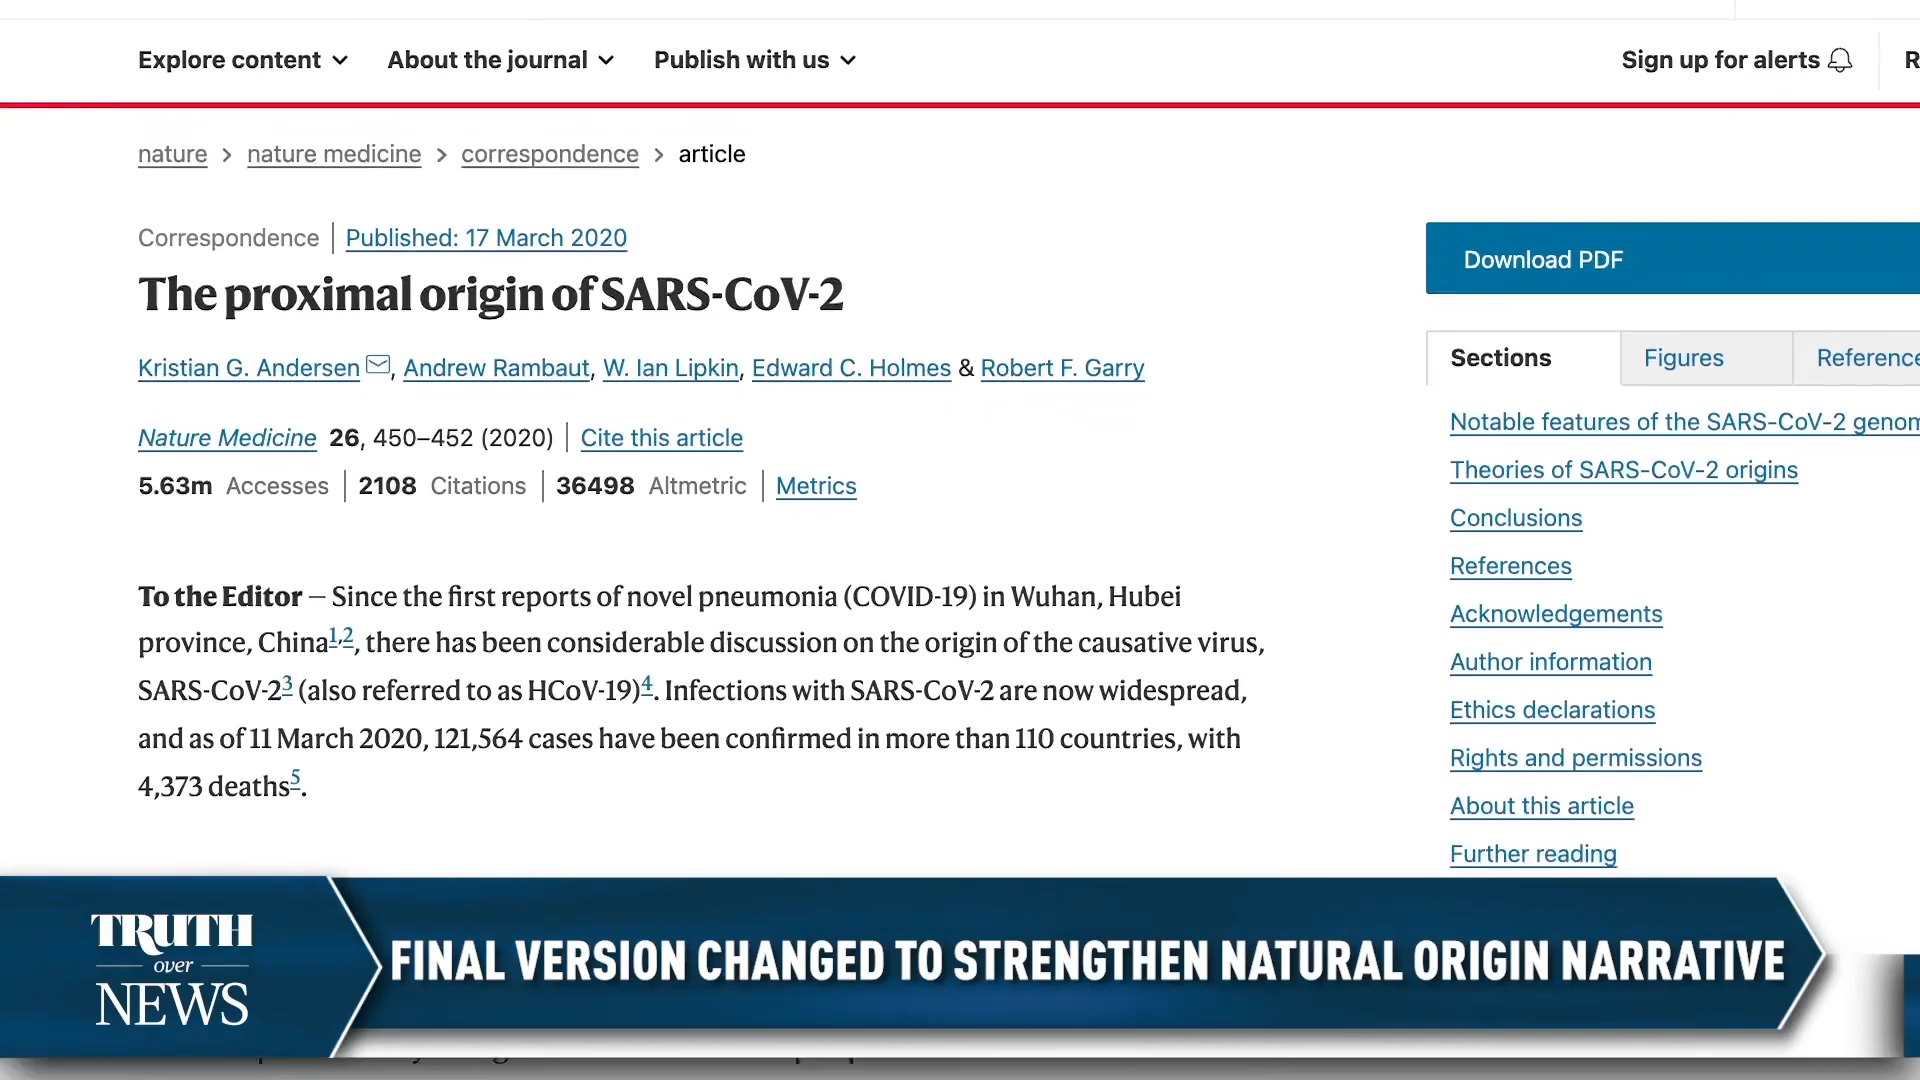 Explore content About the journal Publish with us Sign up for alerts
nature > nature medicine > correspondence > article
Correspondence | Published: 17 March 2020
The proximal origin of SARS-CoV-2
Kristian G. Andersen, Andrew Rambaut, W. Ian Lipkin, Edward C. Holmes & Robert F. Garry
Nature Medicine 26, 450–452 (2020) | Cite this article
5.63m Accesses | 2108 Citations | 36498 Altmetric | Metrics
To the Editor — Since the first reports of novel pneumonia (COVID-19) in Wuhan, Hubei
province, China1,2, there has been considerable discussion on the origin of the causative virus,
SARS-CoV-23 (also referred to as HCoV-19)4. Infections with SARS-CoV-2 are now widespread,
and as of 11 March 2020, 121,564 cases have been confirmed in more than 110 countries, with
4,373 deaths5.
Download PDF
Sections Figures Reference
Notable features of the SARS-CoV-2 genom
Theories of SARS-CoV-2 origins
Conclusions
References
Acknowledgements
Author information
Ethics declarations
Rights and permissions
About this article
Further reading
TRUTH
over
NEWS
FINAL VERSION CHANGED TO STRENGTHEN NATURAL ORIGIN NARRATIVE